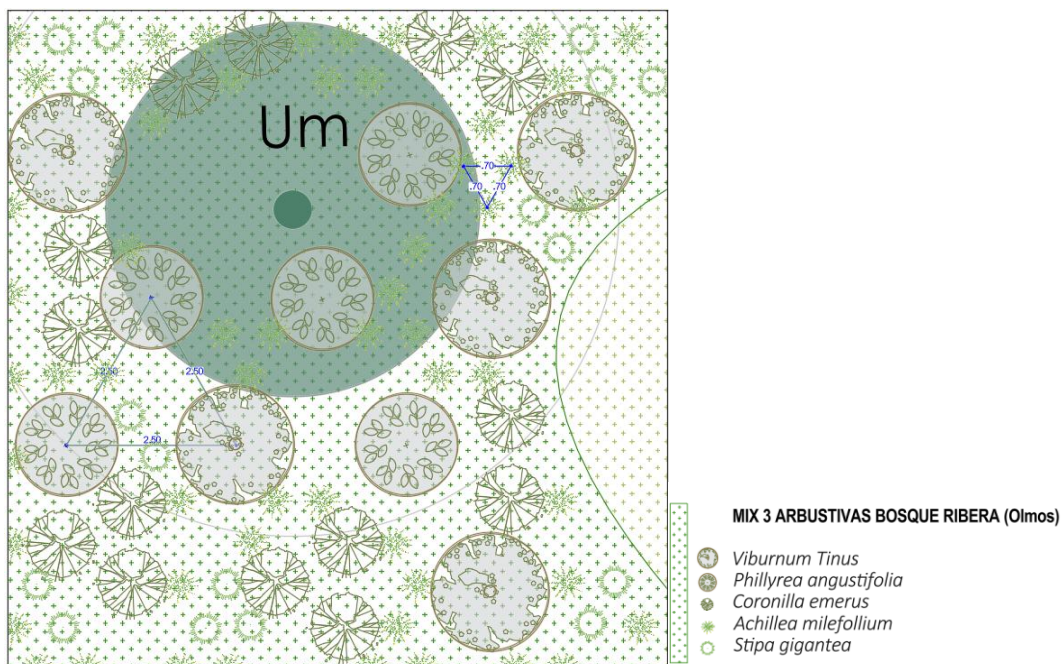 Um
.70
.70 .70
2.50 2.50
2.50
MIX 3 ARBUSTIVAS BOSQUE RIBERA (Olmos)
Viburnum Tinus
Phillyrea angustifolia
Coronilla emerus
Achillea milefollium
Stipa gigantea